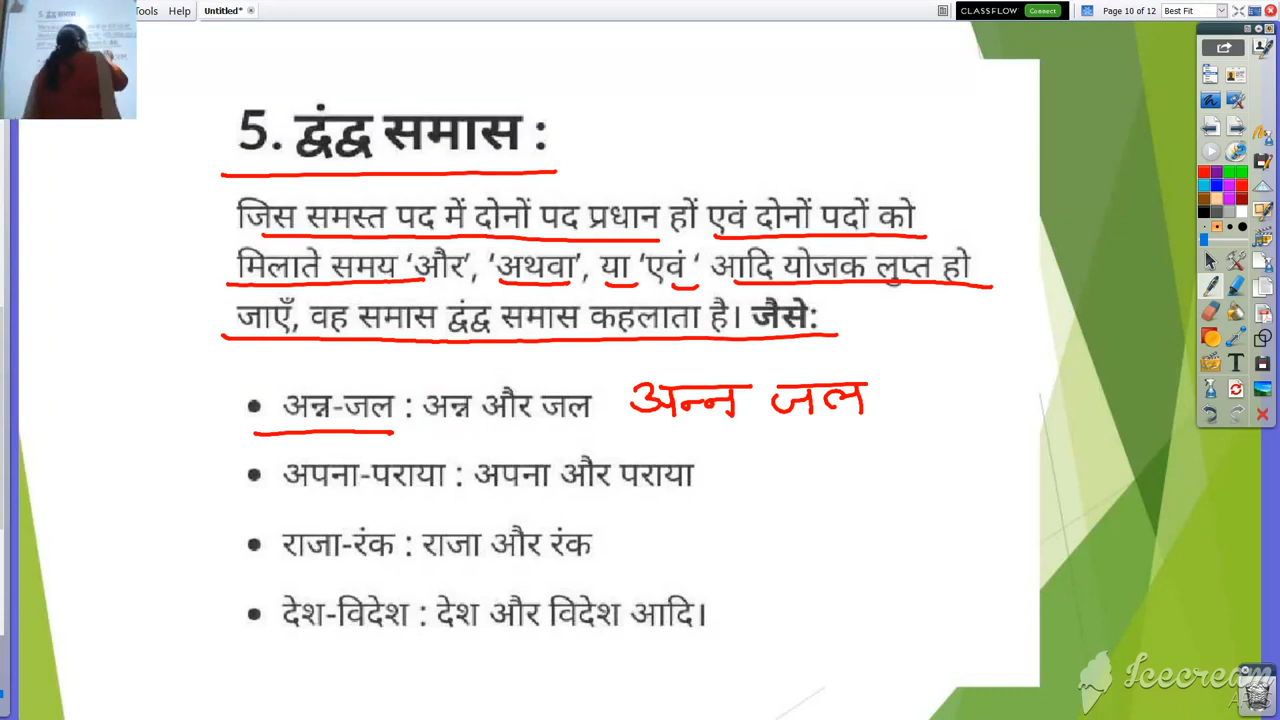 Tools Help Untitled*
CLASSFLOW Connect
Page 10 of 12 Best Fit
5. द्वंद्व समास :
जिस समस्त पद में दोनों पद प्रधान हों एवं दोनों पदों को
मिलाते समय ‘और’, ‘अथवा’, या ‘एवं ‘ आदि योजक लुप्त हो
जाएँ, वह समास द्वंद्व समास कहलाता है। जैसे:
• अन्न-जल : अन्न और जल अन्न जल
• अपना-पराया : अपना और पराया
• राजा-रंक : राजा और रंक
• देश-विदेश : देश और विदेश आदि।
Icecream